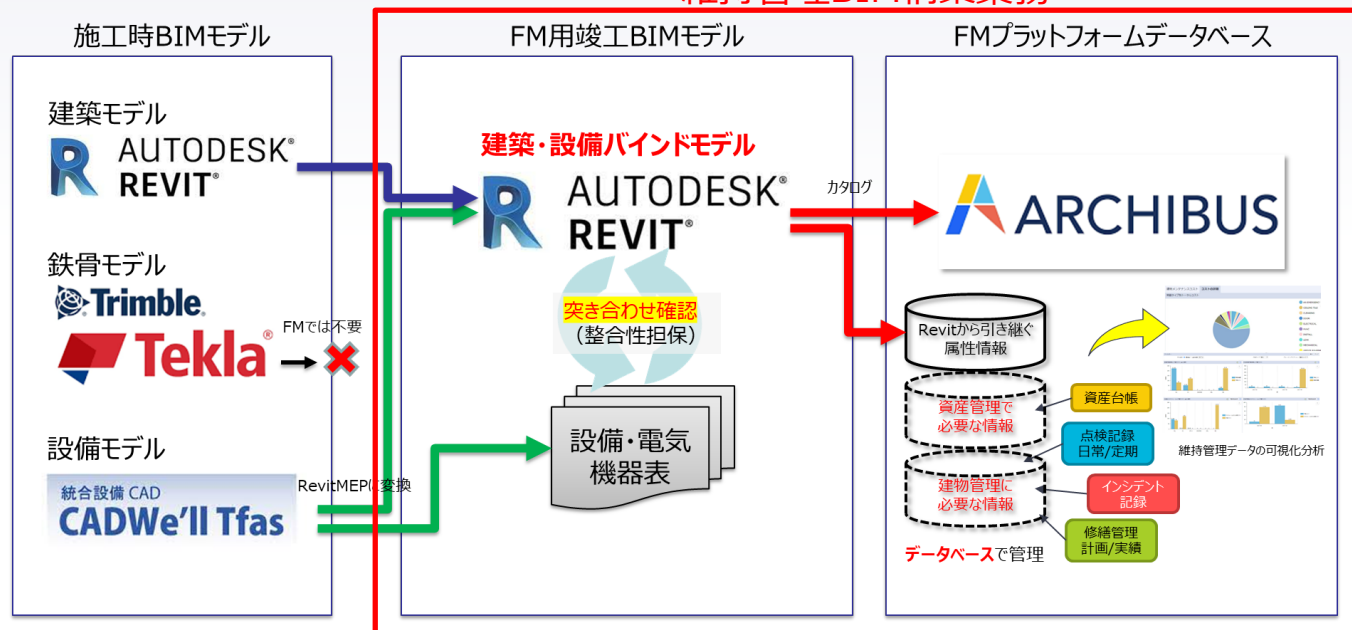 施工時BIMモデル
FM用竣工BIMモデル
FMプラットフォームデータベース
建築モデル
AUTODESK®
REVIT®
鉄骨モデル
Trimble.
Tekla®
FMでは不要
設備モデル
統合設備 CAD
CADWe'll Tfas
RevitMEPに変換
建築・設備バインドモデル
AUTODESK®
REVIT®
突き合わせ確認
(整合性担保)
設備・電気
機器表
カタログ
ARCHIBUS
Revitから引き継ぐ
属性情報
資産管理で
必要な情報
建物管理に
必要な情報
データベースで管理
資産台帳
点検記録
日常/定期
インシデント
記録
修繕管理
計画/実績
維持管理データの可視化分析